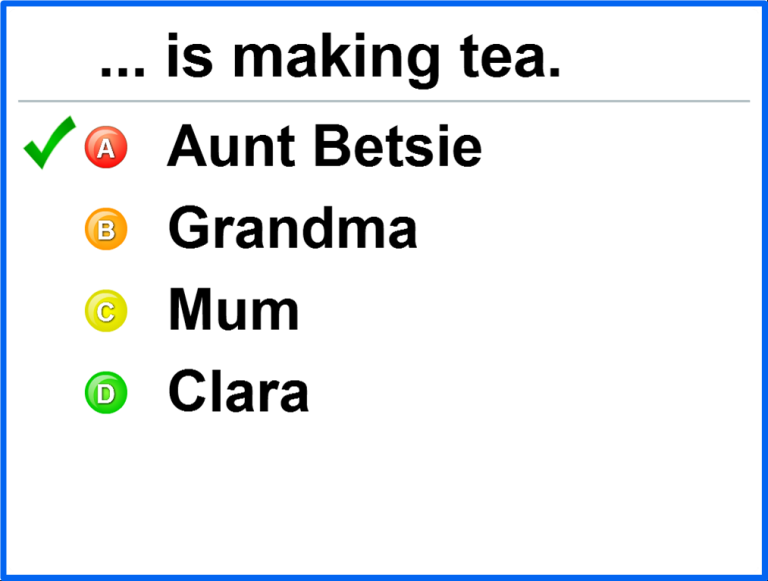 ... is making tea.
A Aunt Betsie
B Grandma
C Mum
D Clara